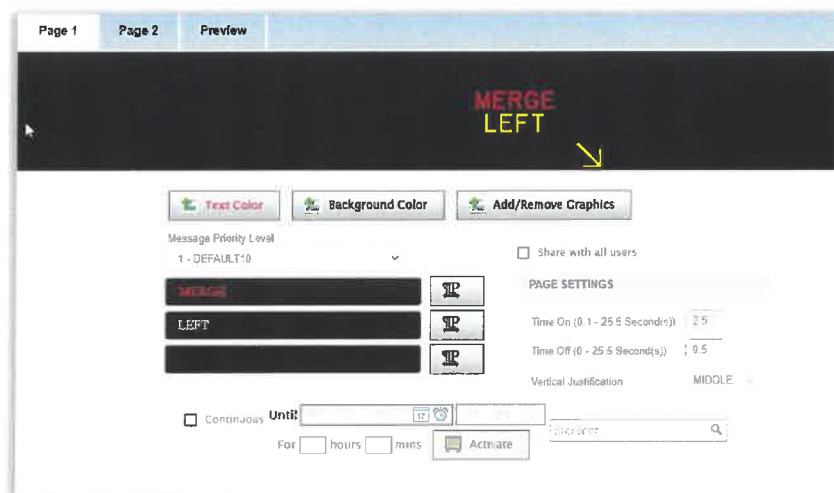 Page 1 Page 2 Preview
MERGE
LEFT
Text Color Background Color Add/Remove Graphics
Message Priority Level
1 - DEFAULT10
Share with all users
MERGE
PAGE SETTINGS
LEFT
Time On (0.1 - 25.5 Second(s)) 2.5
Time Off (0 - 25.5 Second(s)) 0.5
Vertical Justification MIDDLE
Continuous Until 12
For hours mins Activate